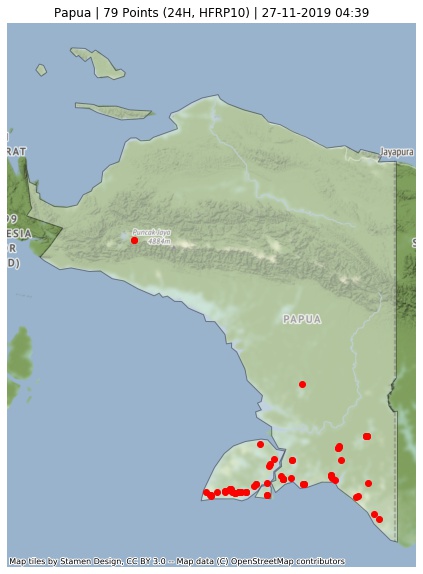 Papua | 79 Points (24H, HFRP10) | 27-11-2019 04:39
RAT
Jayapura
99
ESIA
R
D)
Puncak Jaya
4884m
S
PAPUA
Map tiles by Stamen Design, CC BY 3.0 -- Map data (C) OpenStreetMap contributors